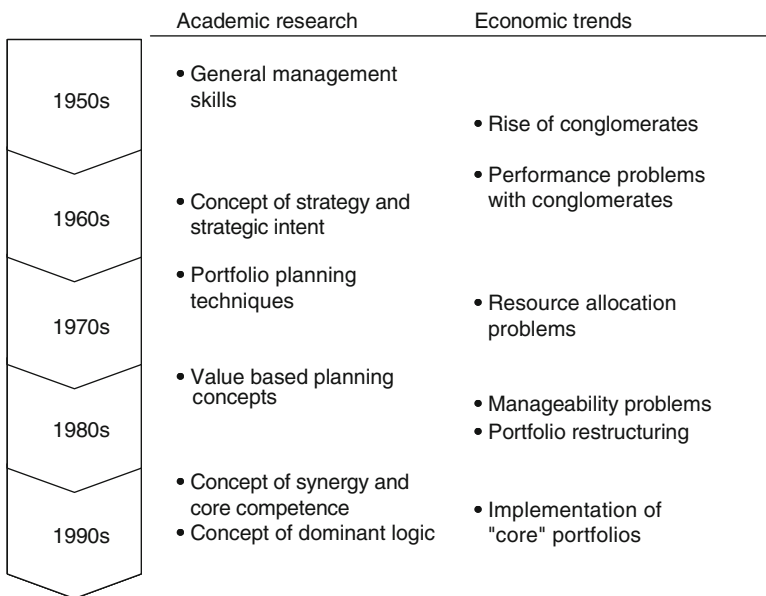 Academic research Economic trends
1950s
• General management
skills
• Rise of conglomerates
1960s
• Performance problems
with conglomerates
• Concept of strategy and
strategic intent
1970s
• Portfolio planning
techniques
• Resource allocation
problems
1980s
• Value based planning
concepts
• Manageability problems
• Portfolio restructuring
1990s
• Concept of synergy and
core competence
• Concept of dominant logic
• Implementation of
"core" portfolios